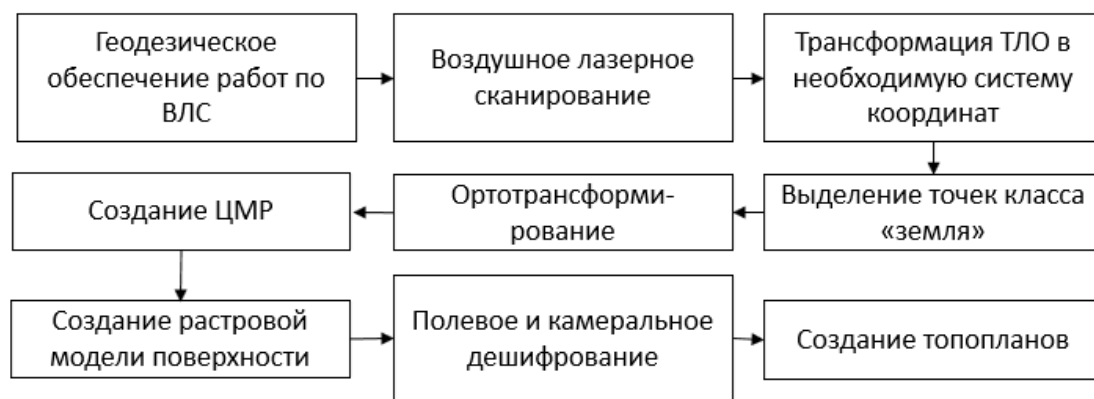 Геодезическое
обеспечение работ по
ВЛС
Воздушное лазерное
сканирование
Трансформация ТЛО в
необходимую систему
координат
Выделение точек класса
«земля»
Ортотрансформи-
рование
Создание ЦМР
Создание растровой
модели поверхности
Полевое и камеральное
дешифрование
Создание топопланов